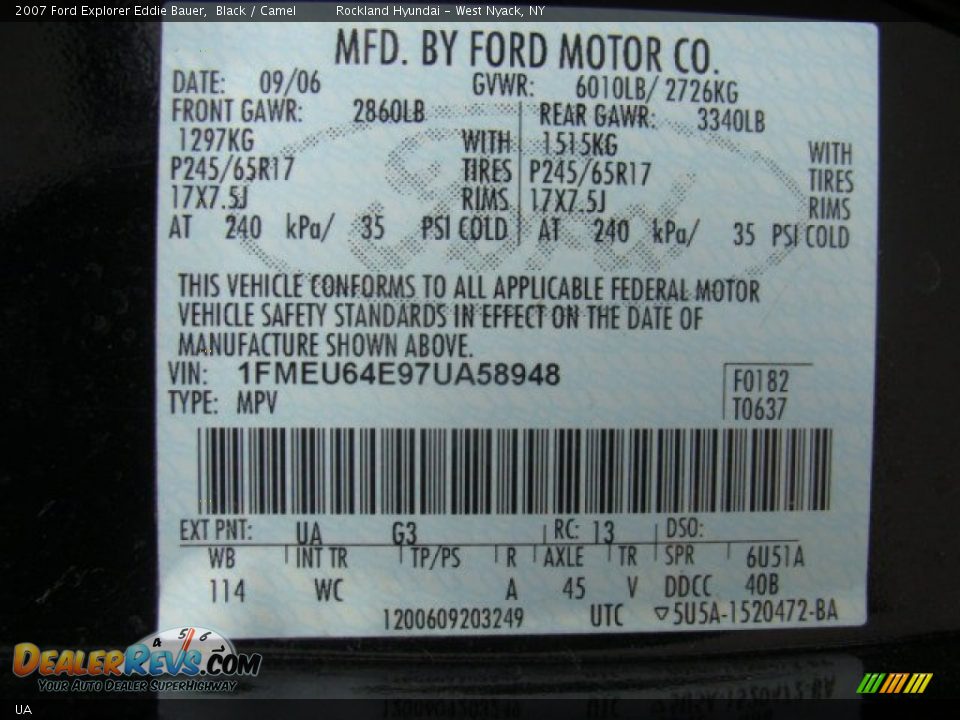 2007 Ford Explorer Eddie Bauer, Black / Camel Rockland Hyundai - West Nyack, NY
MFD. BY FORD MOTOR CO.
DATE: 09/06 GVWR: 6010LB/ 2726KG
FRONT GAWR: 2860LB REAR GAWR: 3340LB
1297KG WITH 1515KG WITH
P245/65R17 TIRES P245/65R17 TIRES
17X7.5J RIMS 17X7.5J RIMS
AT 240 kPa/ 35 PSI COLD AT 240 kPa/ 35 PSI COLD
THIS VEHICLE CONFORMS TO ALL APPLICABLE FEDERAL MOTOR
VEHICLE SAFETY STANDARDS IN EFFECT ON THE DATE OF
MANUFACTURE SHOWN ABOVE.
VIN: 1FMEU64E97UA58948 F0182
TYPE: MPV T0637
EXT PNT: UA G3 RC: 13 DSO:
WB INT TR TP/PS R AXLE TR SPR 6U51A
114 WC A 45 V DDCC 40B
1200609203249 UTC ▽5U5A-1520472-BA
4 5 6
DEALERREVS.COM
YOUR AUTO DEALER SUPERHIGHWAY
UA